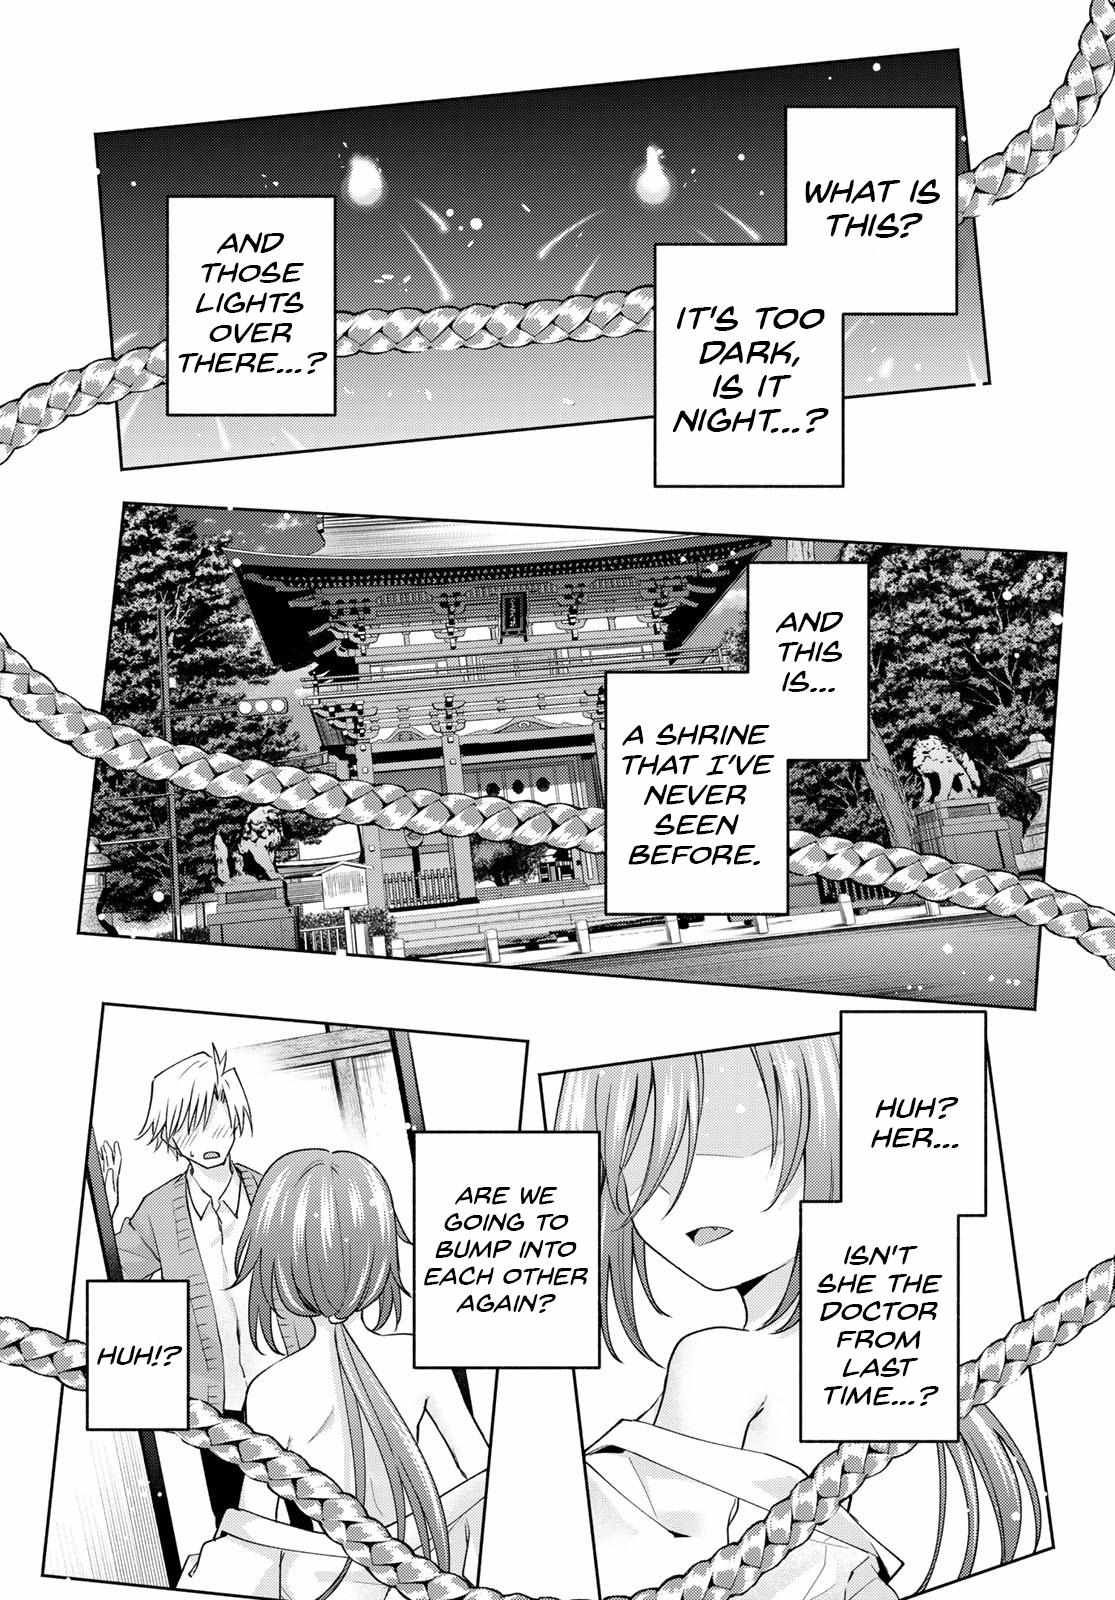 WHAT IS
THIS?
IT'S TOO
DARK,
IS IT
NIGHT...?
AND
THOSE
LIGHTS
OVER
THERE...?
AND
THIS
IS...
A SHRINE
THAT I'VE
NEVER
SEEN
BEFORE.
HUH?
HER...
ISN'T
SHE THE
DOCTOR
FROM
LAST
TIME...?
ARE WE
GOING TO
BUMP INTO
EACH OTHER
AGAIN?
HUH!?